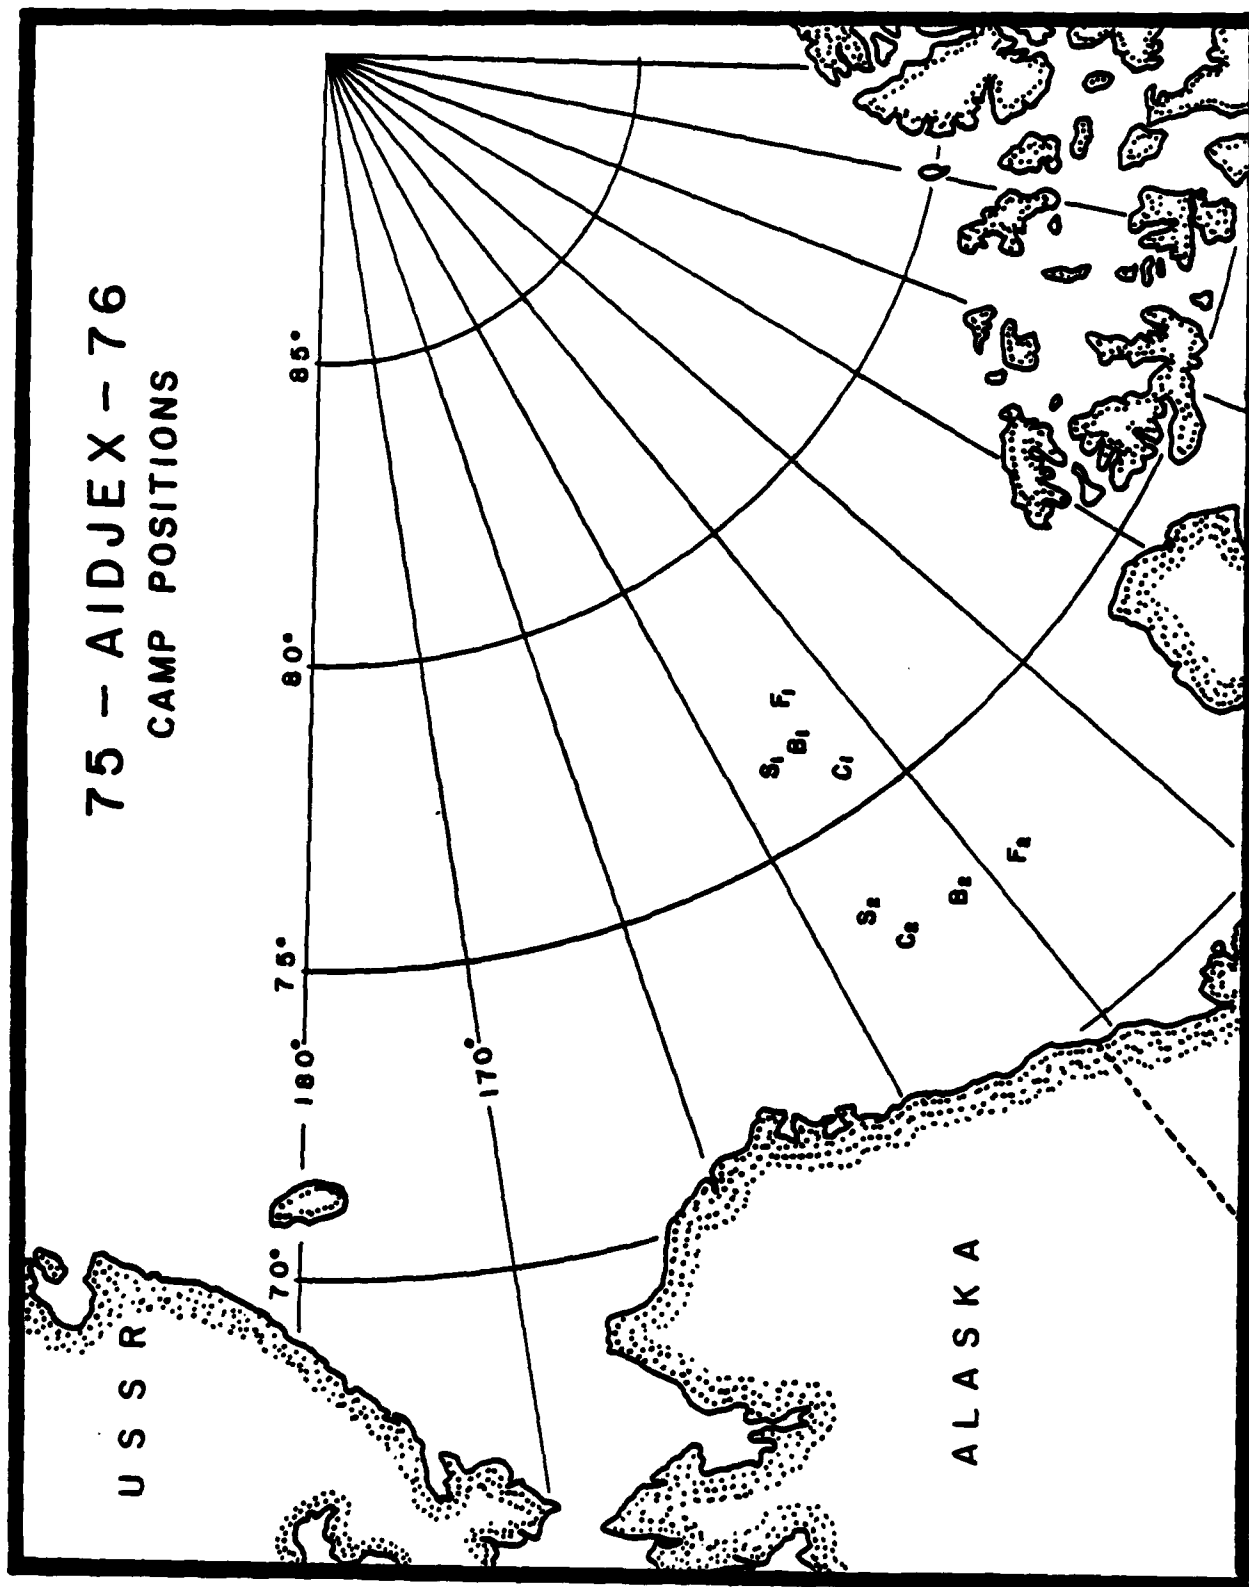 75 – AIDJEX – 76
CAMP POSITIONS
85°
80°
75°
180°
170°
70°
F₁
B₁
S₁
C₁
F₂
B₂
S₂
C₂
USSR
ALASKA